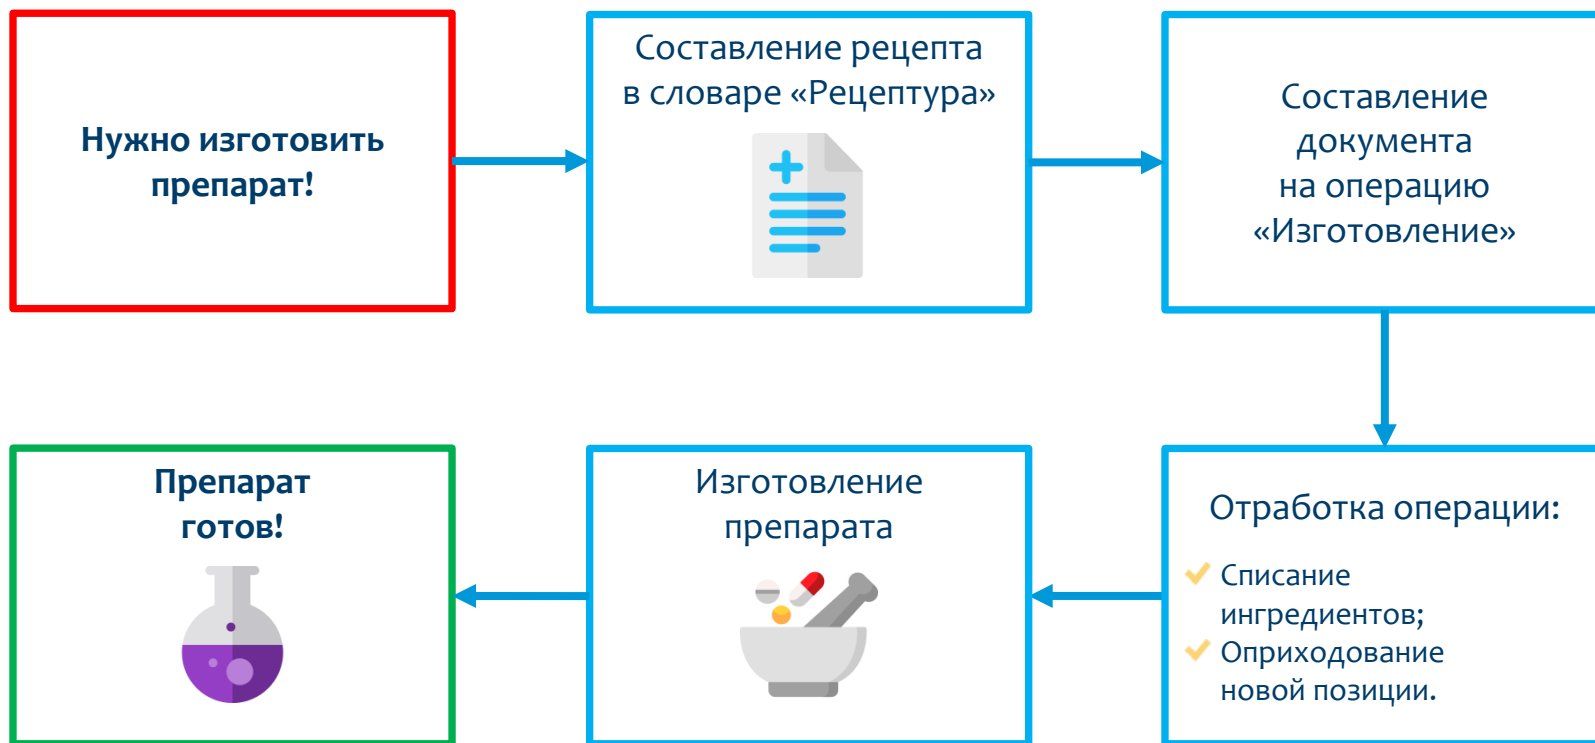 Нужно изготовить
препарат!
Составление рецепта
в словаре «Рецептура»
Составление
документа
на операцию
«Изготовление»
Отработка операции:
Списание
ингредиентов;
Оприходование
новой позиции.
Изготовление
препарата
Препарат
готов!